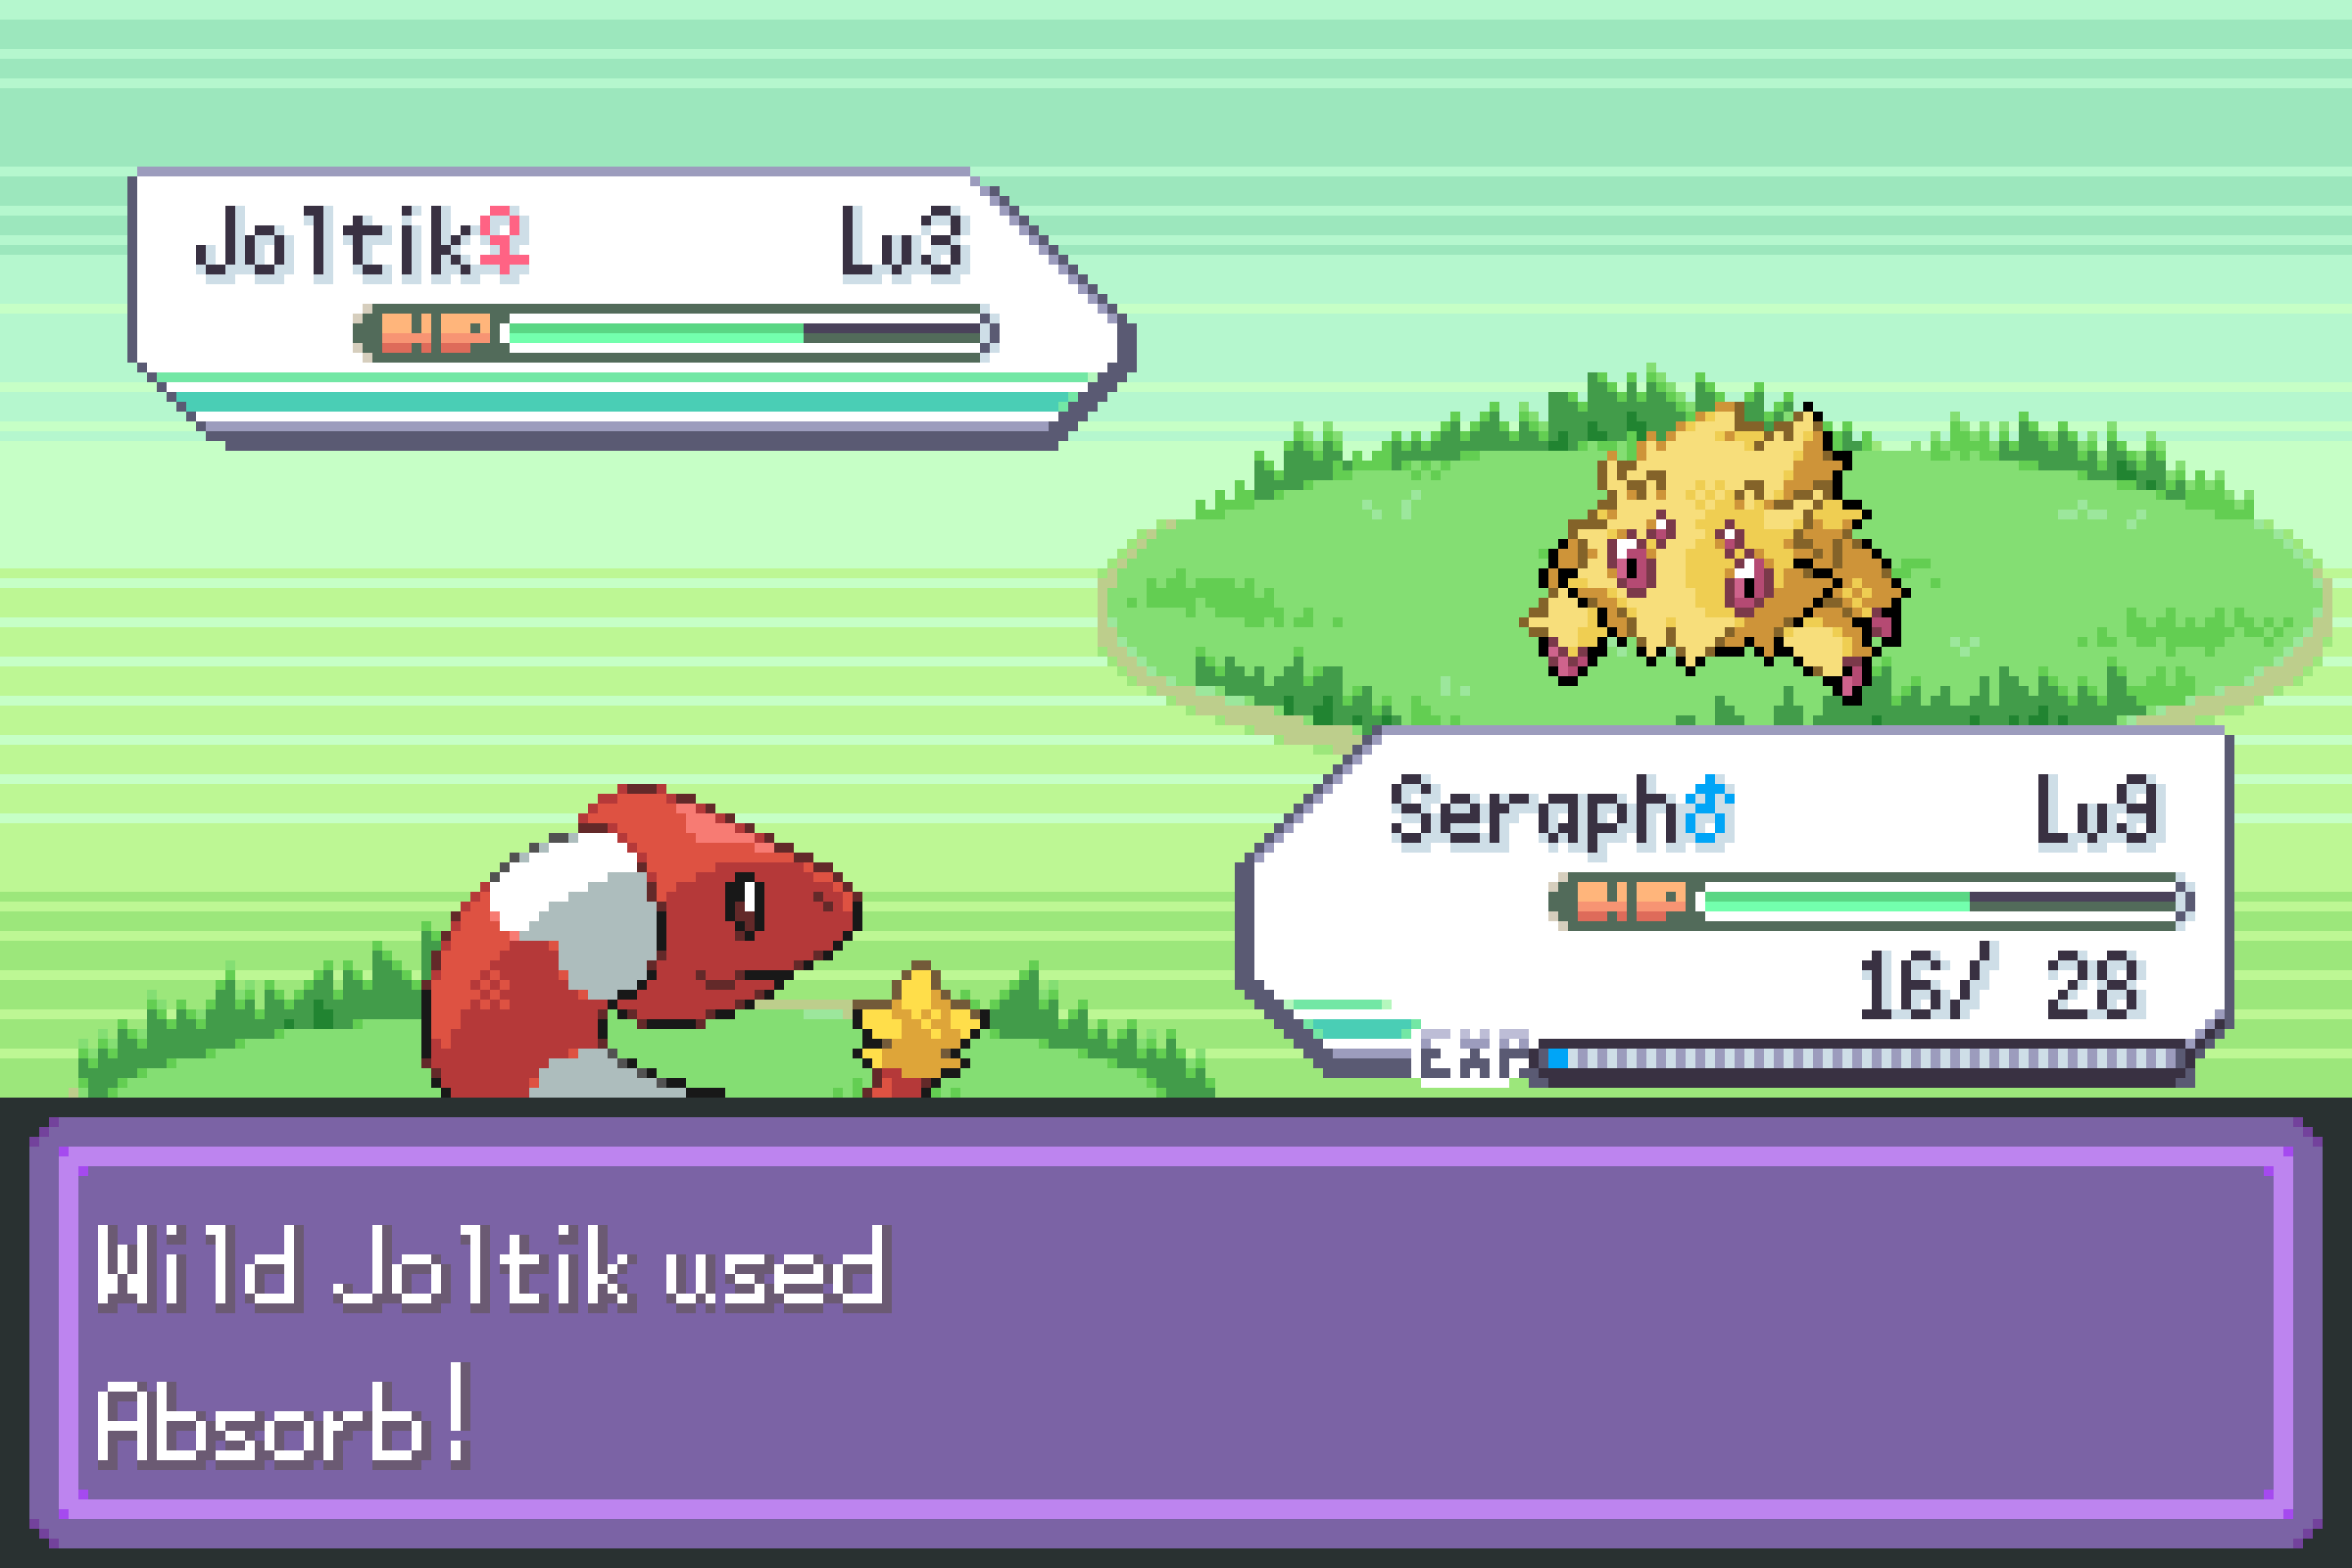 Joltik♀ Lv3
HP
Seraph♂ Lv9
HP
16/ 28
EXP
Wild Joltik used
Absorb!